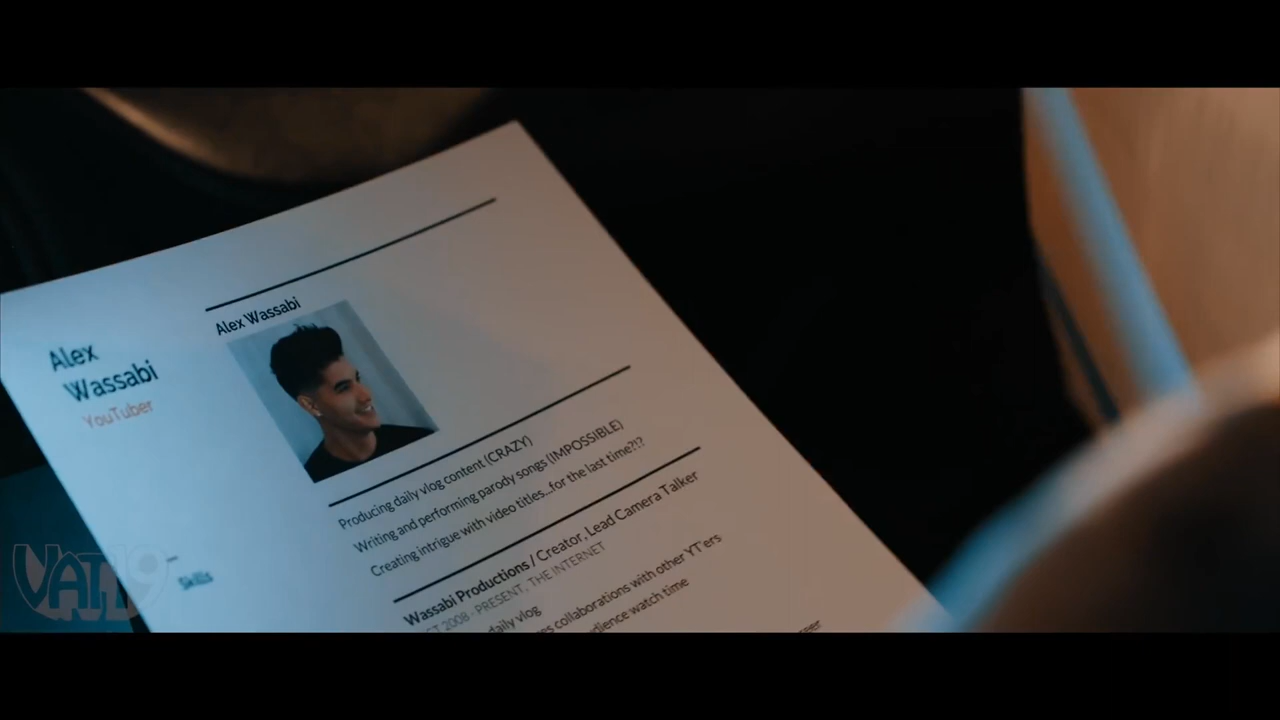 Alex Wassabi
Alex
Wassabi
YouTuber
Producing daily vlog content (CRAZY)
Writing and performing parody songs (IMPOSSIBLE)
Creating intrigue with video titles...for the last time?!?
Skills
Wassabi Productions / Creator, Lead Camera Talker
2008 - PRESENT, THE INTERNET
daily vlog
collaborations with other YT'ers
watch time
VAT19